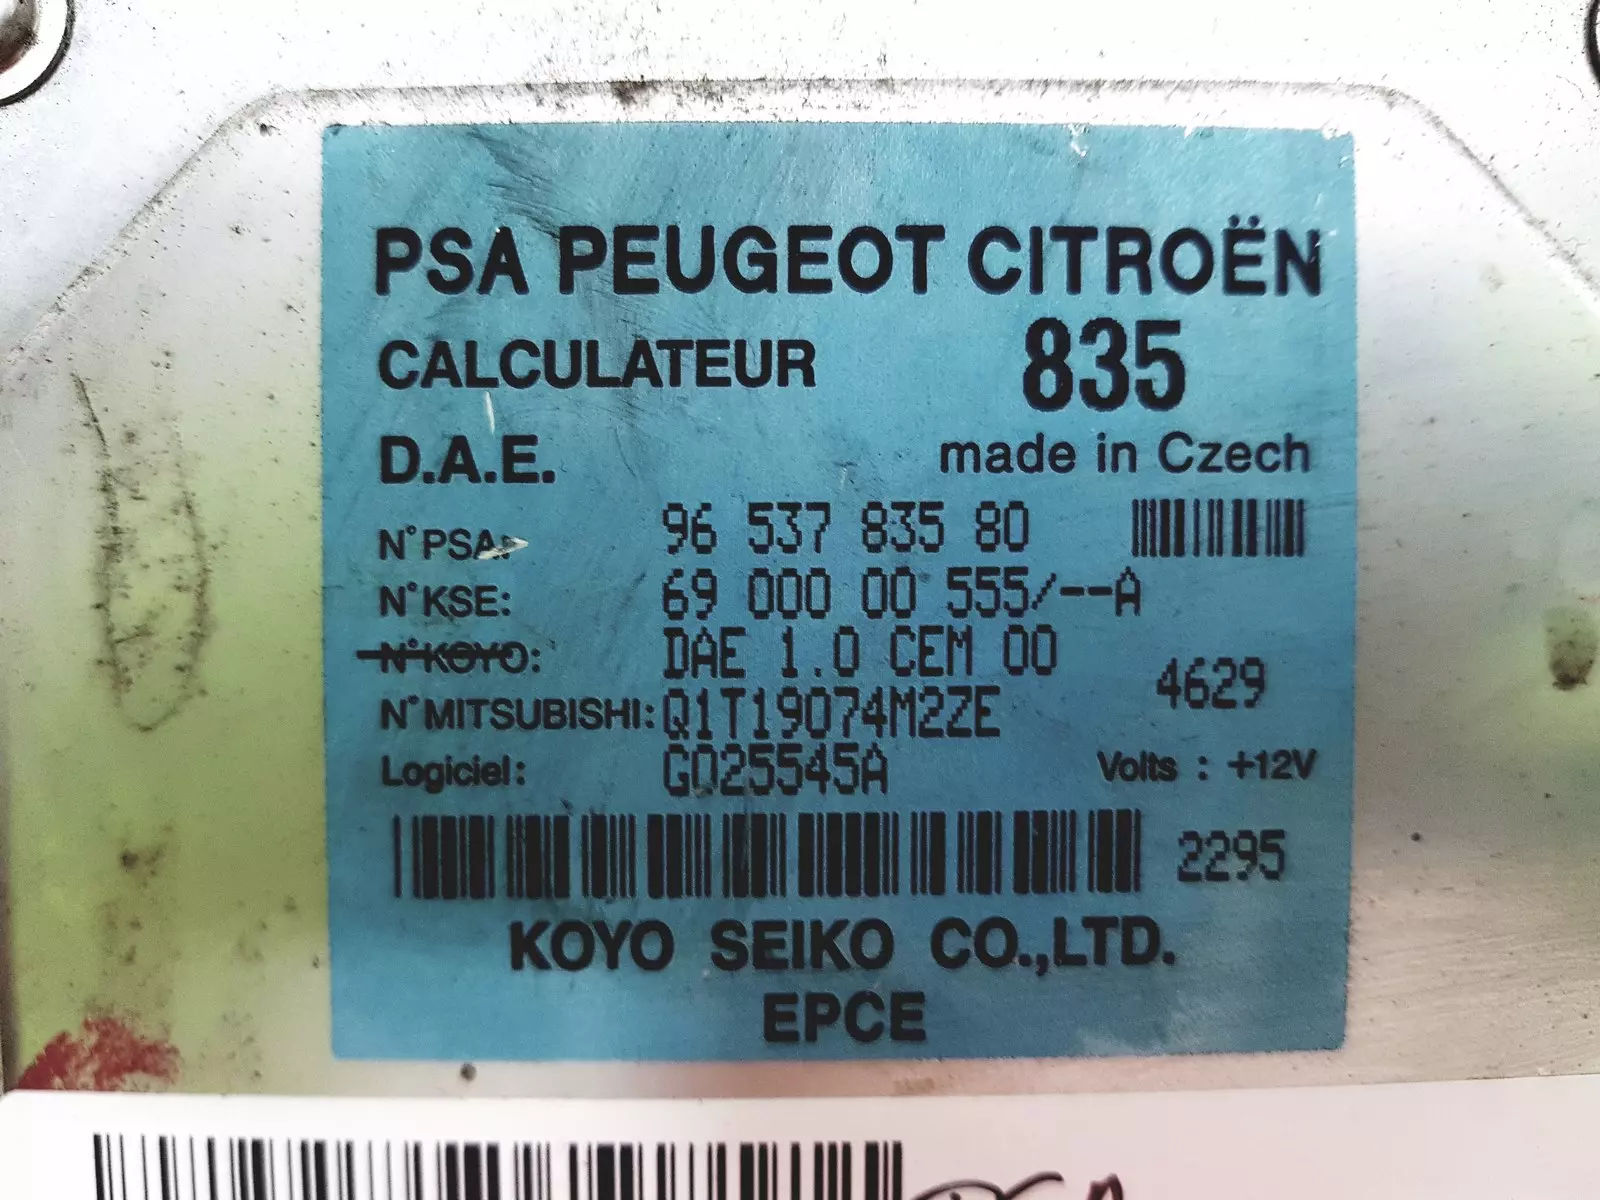 PSA PEUGEOT CITROËN
CALCULATEUR 835
D.A.E. made in Czech
N°PSA: 96 537 835 80
N°KSE: 69 000 00 555/--A
N°KOYO: DAE 1.0 CEM 00
4629
N°MITSUBISHI: Q1T19074M2ZE
Logiciel: G025545A Volts : +12V
2295
KOYO SEIKO CO.,LTD.
EPCE